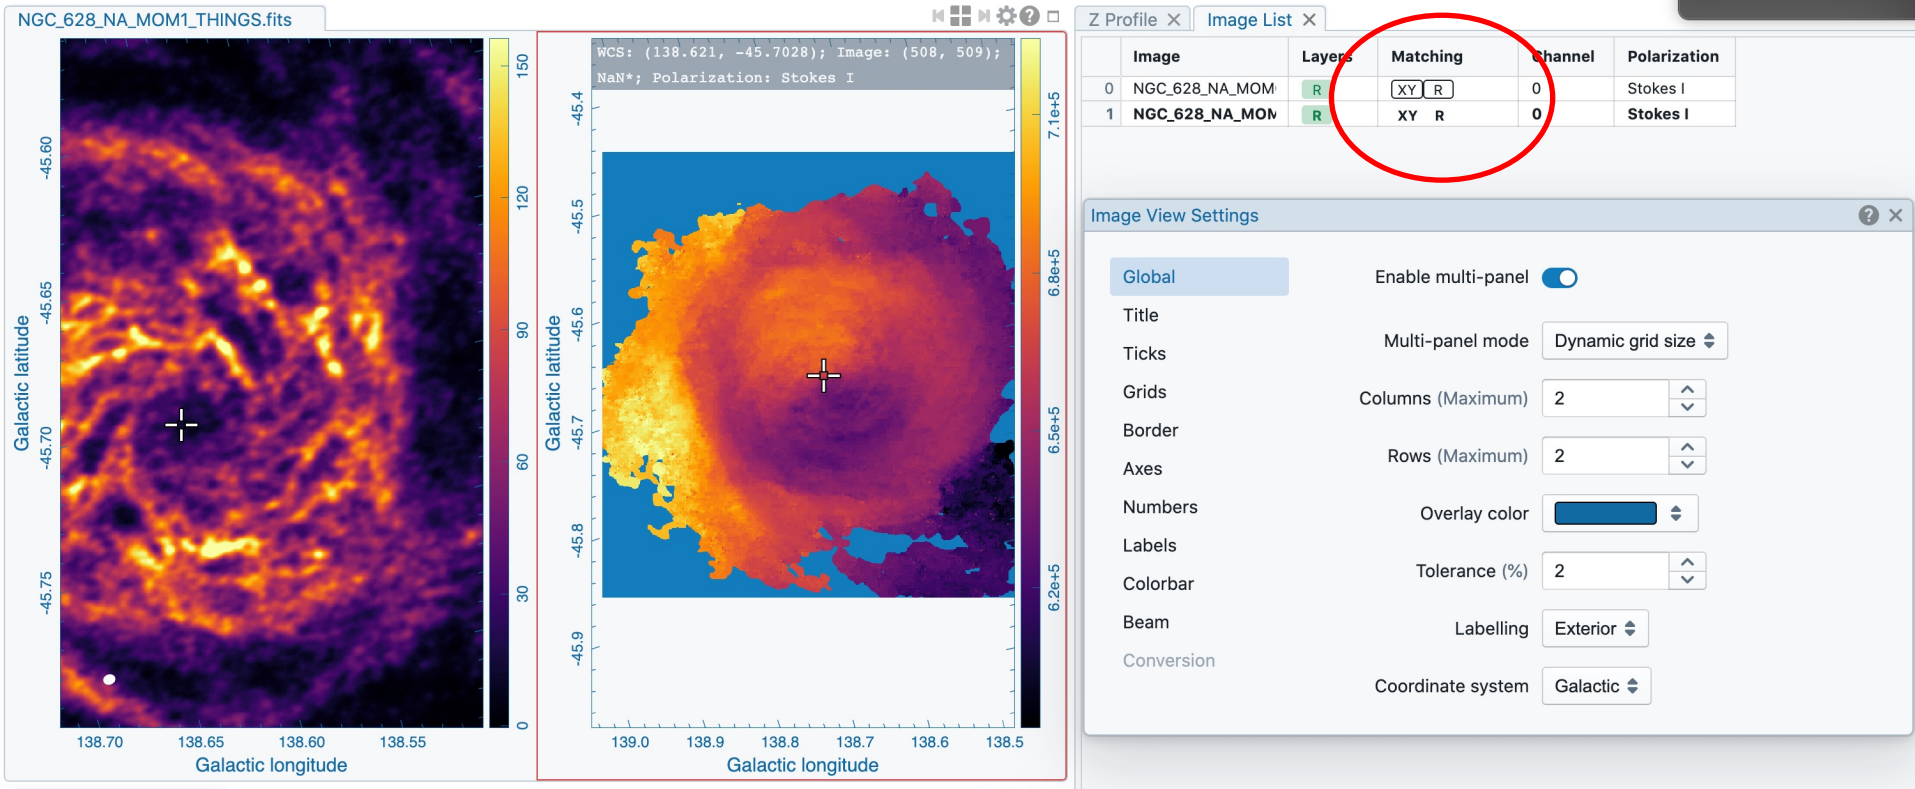 NGC_628_NA_MOM1_THINGS.fits
150
120
90
60
30
0
-45.60
-45.65
-45.70
-45.75
Galactic latitude
138.70 138.65 138.60 138.55
Galactic longitude
WCS: (138.621, -45.7028); Image: (508, 509);
NaN*; Polarization: Stokes I
-45.4
-45.5
-45.6
-45.7
-45.8
-45.9
Galactic latitude
7.1e+5
6.8e+5
6.5e+5
6.2e+5
139.0 138.9 138.8 138.7 138.6 138.5
Galactic longitude
Z Profile Image List
Image Layers Matching Channel Polarization
0 NGC_628_NA_MOM R XY R 0 Stokes I
1 NGC_628_NA_MOM R XY R 0 Stokes I
Image View Settings
Global
Title
Ticks
Grids
Border
Axes
Numbers
Labels
Colorbar
Beam
Conversion
Enable multi-panel
Multi-panel mode Dynamic grid size
Columns (Maximum) 2
Rows (Maximum) 2
Overlay color
Tolerance (%) 2
Labelling Exterior
Coordinate system Galactic